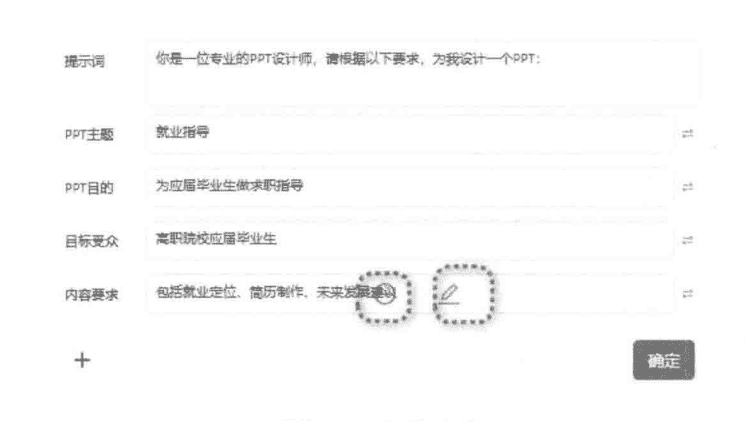 提示词
你是一位专业的PPT设计师，请根据以下要求，为我设计一个PPT：
PPT主题
就业指导
PPT目的
为应届毕业生做求职指导
目标受众
高职院校应届毕业生
内容要求
包括就业定位、简历制作、未来发展建议
确定